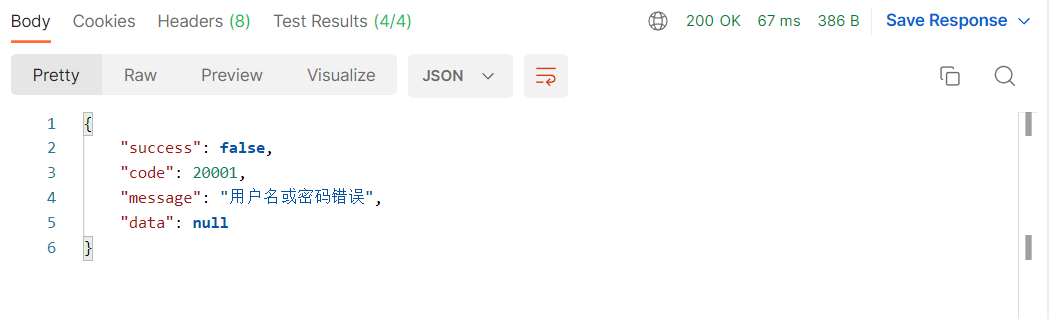 Body Cookies Headers (8) Test Results (4/4) 200 OK 67 ms 386 B Save Response
Pretty Raw Preview Visualize JSON
1 {
2 "success": false,
3 "code": 20001,
4 "message": "用户名或密码错误",
5 "data": null
6 }